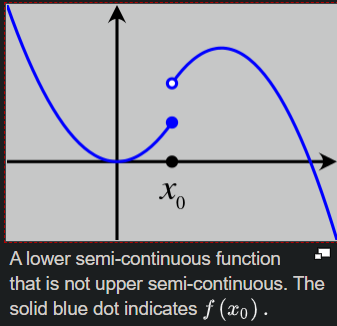 x₀
A lower semi-continuous function
that is not upper semi-continuous. The
solid blue dot indicates f (x₀) .